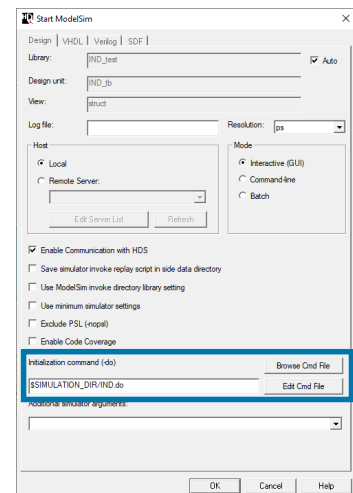 Start ModelSim
Design VHDL Verilog SDF
Library: IND_test Auto
Design unit: IND_tb
View: struct
Log file: Resolution: ps
Host Mode
Local Interactive (GUI)
Remote Server: Command-line
Batch
Edit Server List Refresh
Enable Communication with HDS
Save simulator invoke replay script in side data directory
Use ModelSim invoke directory library setting
Use minimum simulator settings
Exclude PSL (-nopsl)
Enable Code Coverage
Initialization command (-do) Browse Cmd File
$SIMULATION_DIR/IND.do Edit Cmd File
Additional simulator arguments:
OK Cancel Help